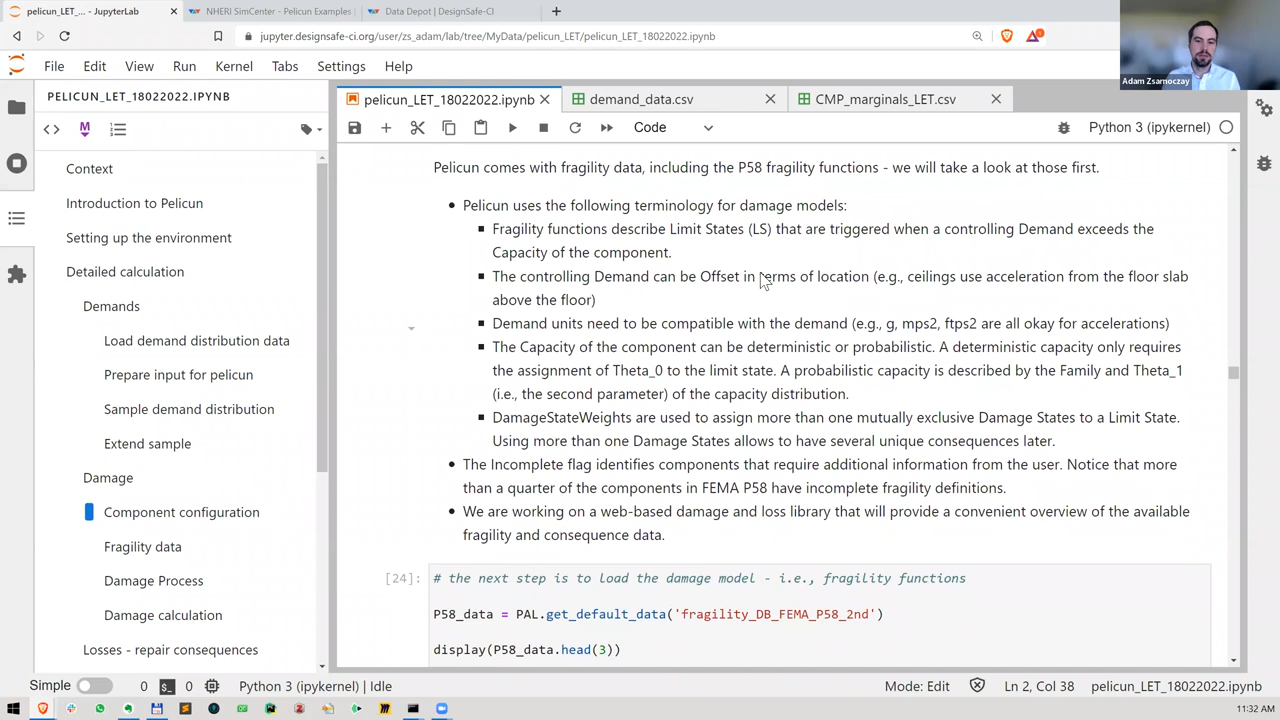 pelicun_LET_... - JupyterLab
NHERI SimCenter - Pelicun Examples
Data Depot | DesignSafe-CI
jupyter.designsafe-ci.org/user/zs_adam/lab/tree/MyData/pelicun_LET/pelicun_LET_18022022.ipynb
Adam Zsarnoczay
File Edit View Run Kernel Tabs Settings Help
PELICUN_LET_18022022.IPYNB
pelicun_LET_18022022.ipynb
demand_data.csv
CMP_marginals_LET.csv
Code
Python 3 (ipykernel)
Context
Introduction to Pelicun
Setting up the environment
Detailed calculation
Demands
Load demand distribution data
Prepare input for pelicun
Sample demand distribution
Extend sample
Damage
Component configuration
Fragility data
Damage Process
Damage calculation
Losses - repair consequences
Pelicun comes with fragility data, including the P58 fragility functions - we will take a look at those first.
Pelicun uses the following terminology for damage models:
Fragility functions describe Limit States (LS) that are triggered when a controlling Demand exceeds the
Capacity of the component.
The controlling Demand can be Offset in terms of location (e.g., ceilings use acceleration from the floor slab
above the floor)
Demand units need to be compatible with the demand (e.g., g, mps2, ftps2 are all okay for accelerations)
The Capacity of the component can be deterministic or probabilistic. A deterministic capacity only requires
the assignment of Theta_0 to the limit state. A probabilistic capacity is described by the Family and Theta_1
(i.e., the second parameter) of the capacity distribution.
DamageStateWeights are used to assign more than one mutually exclusive Damage States to a Limit State.
Using more than one Damage States allows to have several unique consequences later.
The Incomplete flag identifies components that require additional information from the user. Notice that more
than a quarter of the components in FEMA P58 have incomplete fragility definitions.
We are working on a web-based damage and loss library that will provide a convenient overview of the available
fragility and consequence data.
[24]:
# the next step is to load the damage model - i.e., fragility functions
P58_data = PAL.get_default_data('fragility_DB_FEMA_P58_2nd')
display(P58_data.head(3))
Simple 0 0 Python 3 (ipykernel) | Idle
Mode: Edit
Ln 2, Col 38
pelicun_LET_18022022.ipynb
11:32 AM